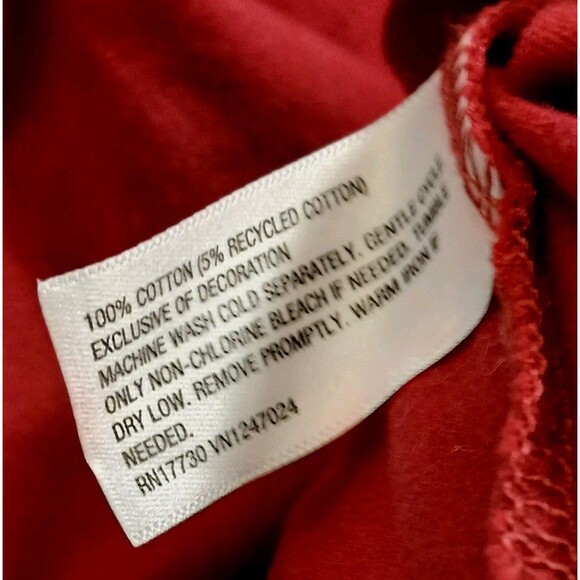 100% COTTON (5% RECYCLED COTTON)
EXCLUSIVE OF DECORATION
MACHINE WASH COLD SEPARATELY. GENTLE CYCLE
ONLY NON-CHLORINE BLEACH IF NEEDED. TUMBLE
DRY LOW. REMOVE PROMPTLY. WARM IRON IF
NEEDED.
RN17730 VN1247024